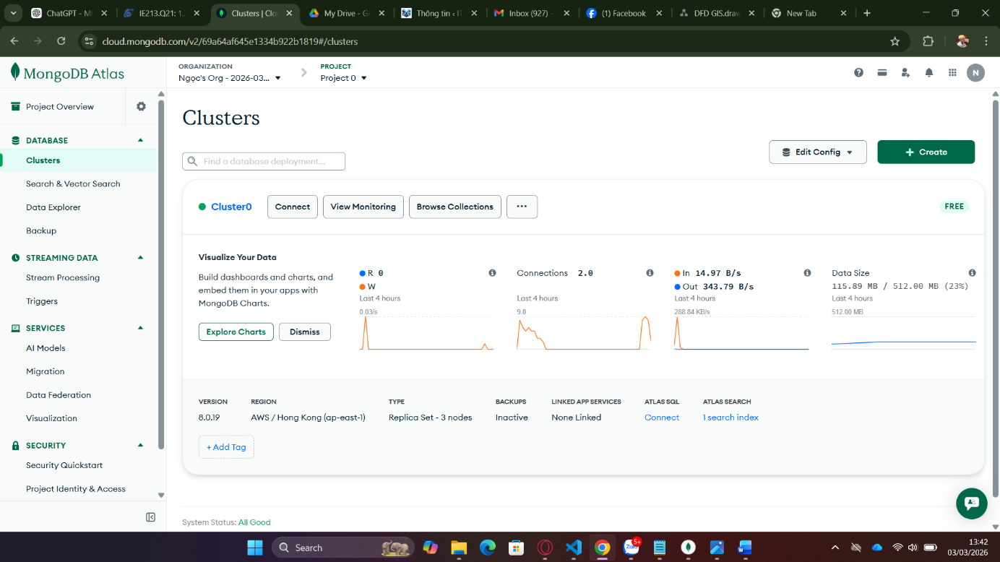 ChatGPT - M
IE213.Q21: 1.
Clusters | Clo
My Drive - Go
Thông tin ‹ IT
Inbox (927) -
(1) Facebook
DFD GIS.draw
New Tab
cloud.mongodb.com/v2/69a64af645e1334b922b1819#/clusters
MongoDB Atlas
ORGANIZATION
Ngọc's Org - 2026-03...
PROJECT
Project 0
N
Project Overview
DATABASE
Clusters
Search & Vector Search
Data Explorer
Backup
STREAMING DATA
Stream Processing
Triggers
SERVICES
AI Models
Migration
Data Federation
Visualization
SECURITY
Security Quickstart
Project Identity & Access
Clusters
Find a database deployment...
Edit Config
+ Create
Cluster0
Connect
View Monitoring
Browse Collections
...
FREE
Visualize Your Data
Build dashboards and charts, and
embed them in your apps with
MongoDB Charts.
Explore Charts
Dismiss
R 0
W
Last 4 hours
0.03/s
Connections 2.0
Last 4 hours
9.0
In 14.97 B/s
Out 343.79 B/s
Last 4 hours
288.84 KB/s
Data Size
115.89 MB / 512.00 MB (23%)
Last 4 hours
512.00 MB
VERSION
8.0.19
REGION
AWS / Hong Kong (ap-east-1)
TYPE
Replica Set - 3 nodes
BACKUPS
Inactive
LINKED APP SERVICES
None Linked
ATLAS SQL
Connect
ATLAS SEARCH
1 search index
+ Add Tag
System Status: All Good
Search
Zalo
5+
13:42
03/03/2026